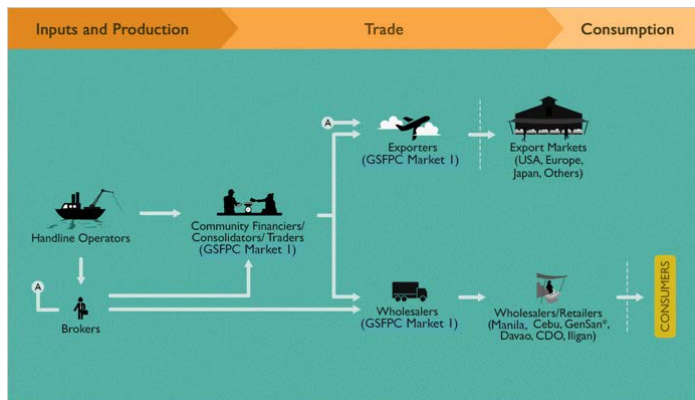 Inputs and Production
Trade
Consumption
A
Exporters
(GSFPC Market 1)
Export Markets
(USA, Europe,
Japan, Others)
Handline Operators
Community Financiers/
Consolidators/ Traders
(GSFPC Market 1)
A
Brokers
Wholesalers
(GSFPC Market 1)
Wholesalers/Retailers
(Manila, Cebu, GenSan*,
Davao, CDO, Iligan)
CONSUMERS